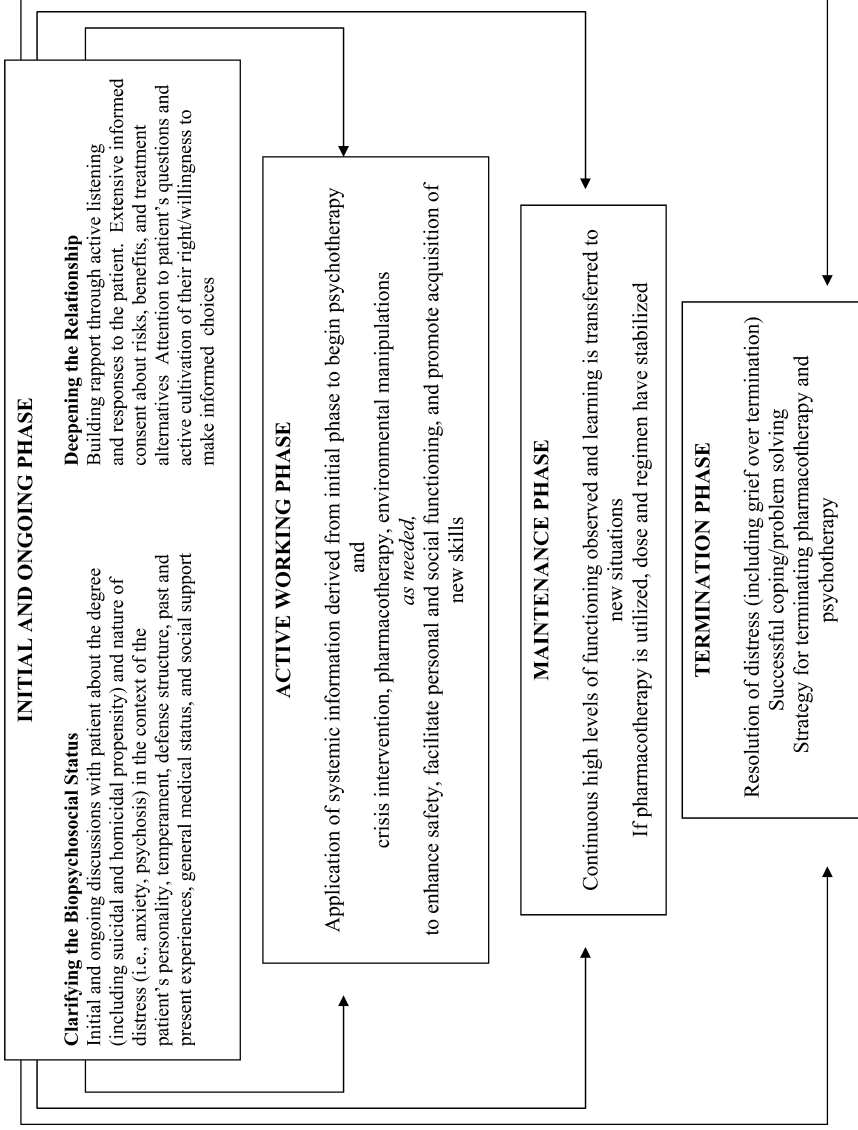 INITIAL AND ONGOING PHASE
Clarifying the Biopsychosocial Status
Initial and ongoing discussions with patient about the degree
(including suicidal and homicidal propensity) and nature of
distress (i.e., anxiety, psychosis) in the context of the
patient's personality, temperament, defense structure, past and
present experiences, general medical status, and social support
Deepening the Relationship
Building rapport through active listening
and responses to the patient. Extensive informed
consent about risks, benefits, and treatment
alternatives Attention to patient's questions and
active cultivation of their right/willingness to
make informed choices
ACTIVE WORKING PHASE
Application of systemic information derived from initial phase to begin psychotherapy
and
crisis intervention, pharmacotherapy, environmental manipulations
as needed,
to enhance safety, facilitate personal and social functioning, and promote acquisition of
new skills
MAINTENANCE PHASE
Continuous high levels of functioning observed and learning is transferred to
new situations
If pharmacotherapy is utilized, dose and regimen have stabilized
TERMINATION PHASE
Resolution of distress (including grief over termination)
Successful coping/problem solving
Strategy for terminating pharmacotherapy and
psychotherapy